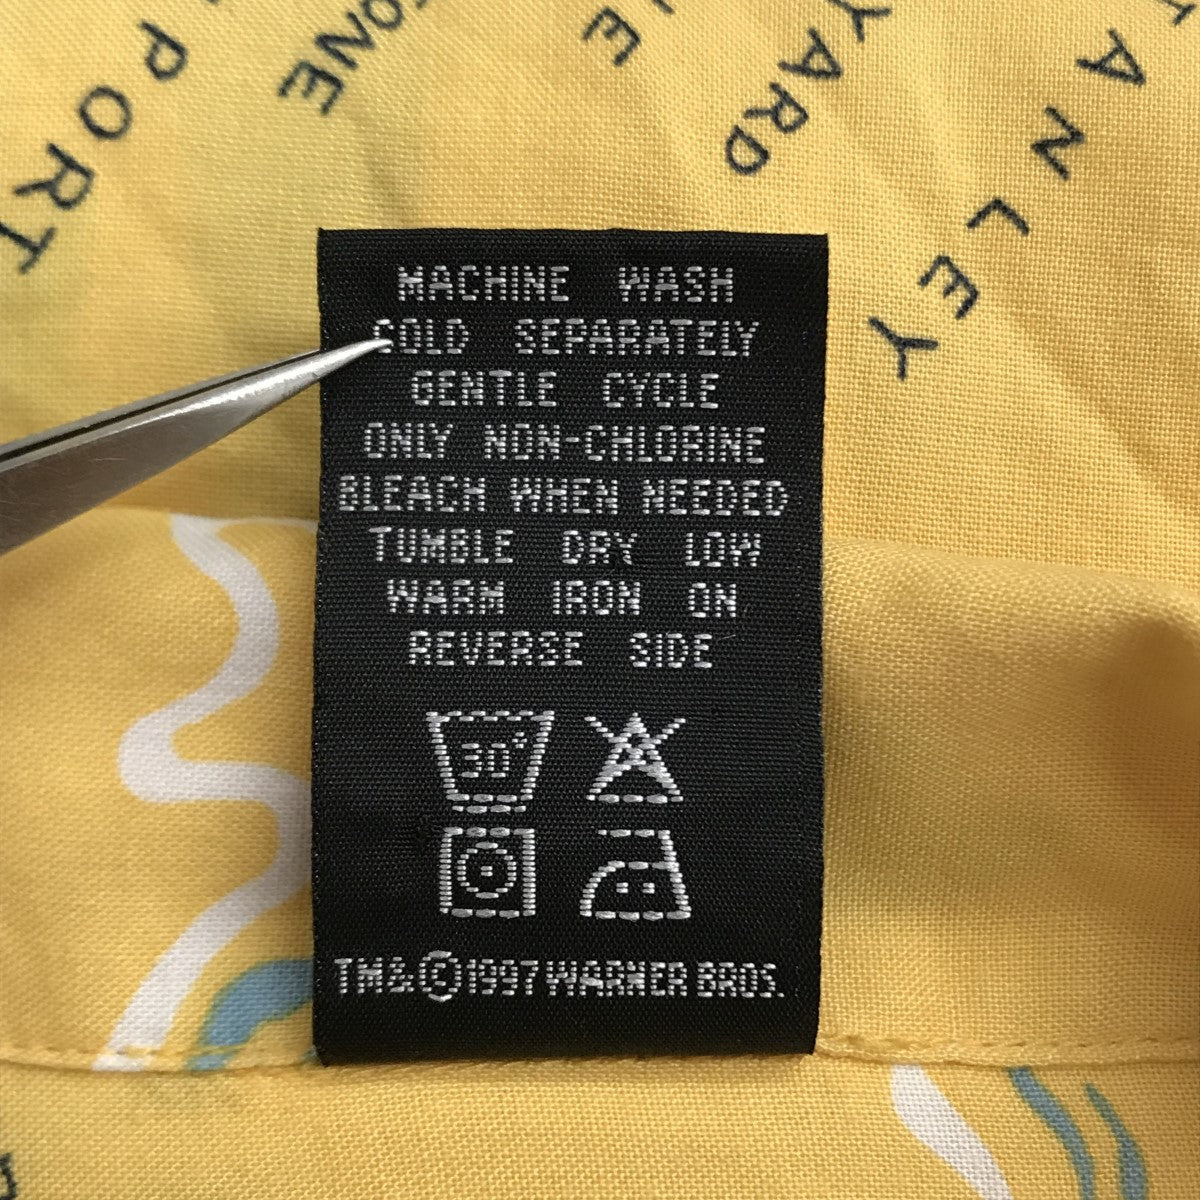 PORT
ONE
E
YARD
TANLEY
MACHINE WASH
COLD SEPARATELY
GENTLE CYCLE
ONLY NON-CHLORINE
BLEACH WHEN NEEDED
TUMBLE DRY LOW
WARM IRON ON
REVERSE SIDE
30°
TM&©1997 WARNER BROS.